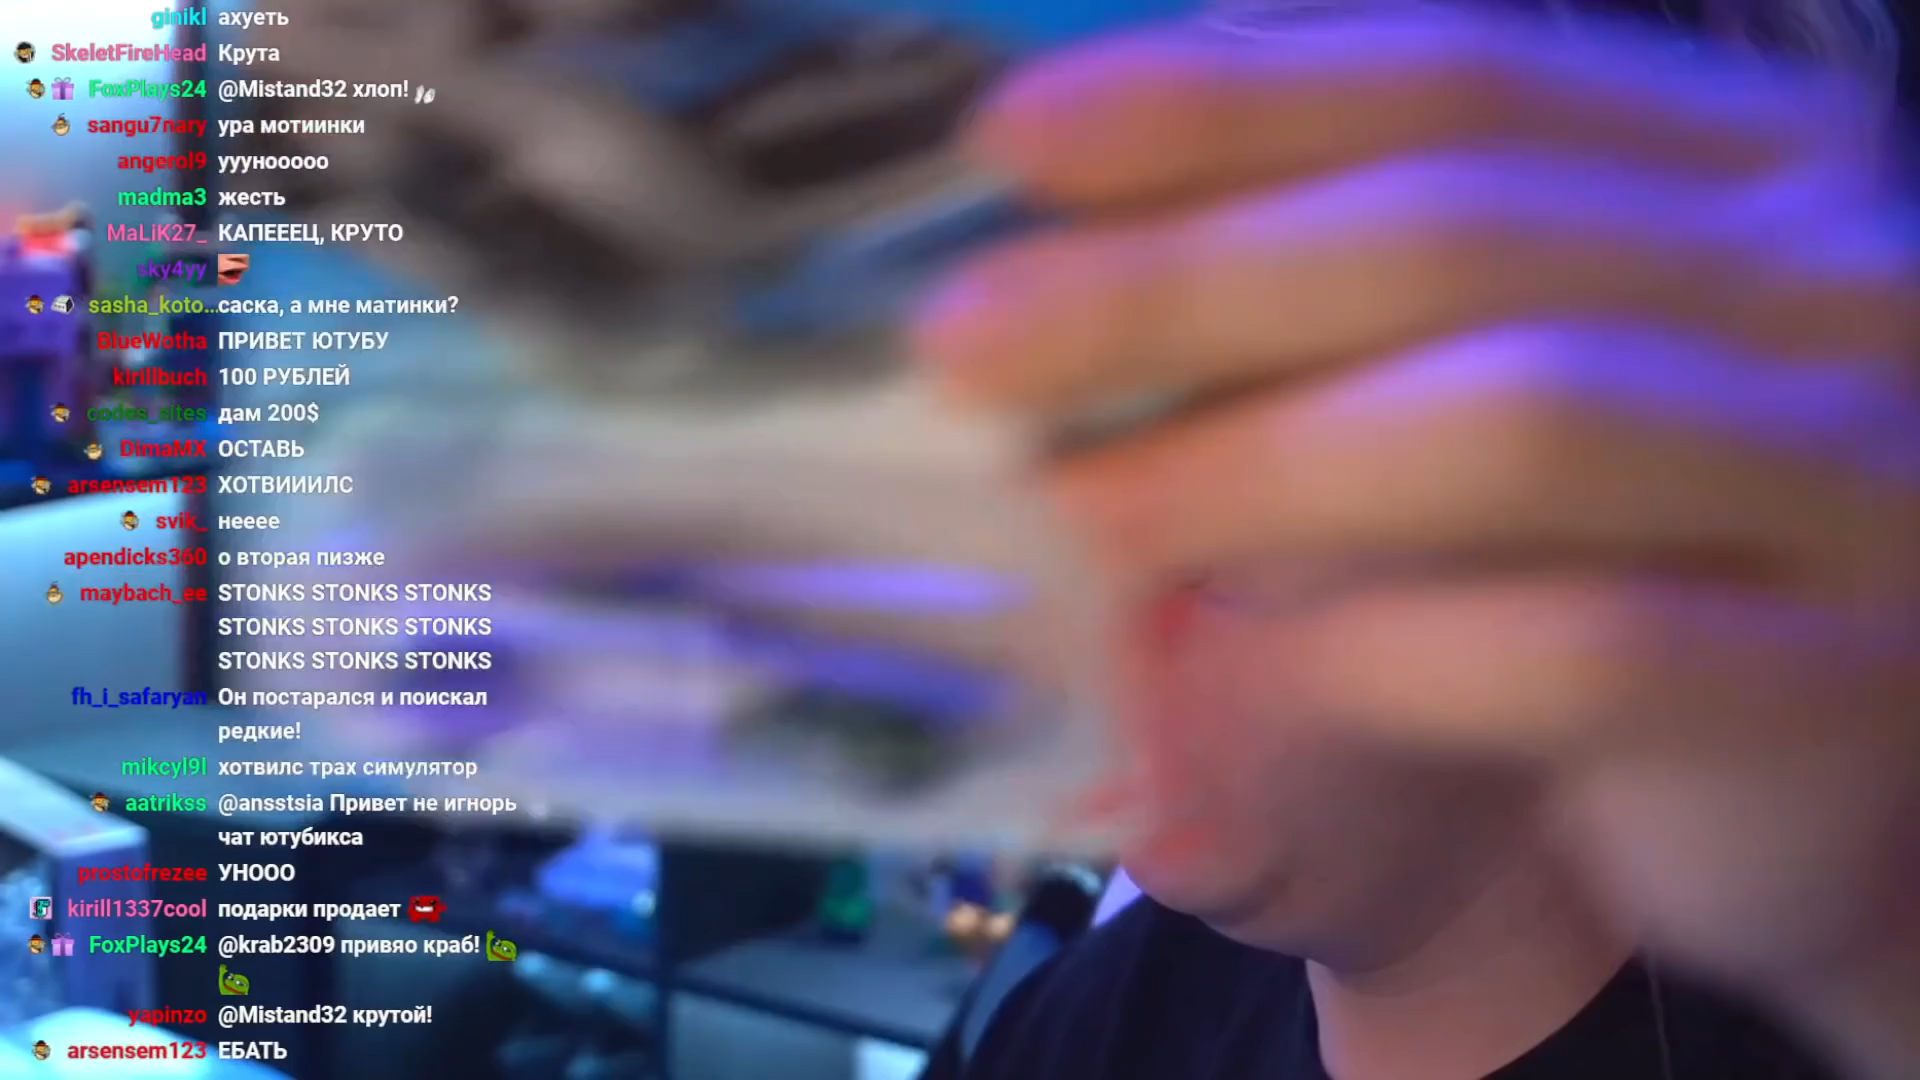 ginikl ахуеть
SkeletFireHead Крута
FoxPlays24 @Mistand32 хлоп!
sangu7nary ура мотиинки
angerol9 уууноoooo
madma3 жесть
MaLiK27_ КАПЕЕЕЦ, КРУТО
sky4yy
sasha_koto... саска, а мне матинки?
BlueWotha ПРИВЕТ ЮТУБУ
kirillbuch 100 РУБЛЕЙ
codes_sites дам 200$
DimaMX ОСТАВЬ
arsensem123 ХОТВИИИЛС
svik_ нееее
apendicks360 о вторая пизже
maybach_ee STONKS STONKS STONKS
STONKS STONKS STONKS
STONKS STONKS STONKS
fh_i_safaryan Он постарался и поискал
редкие!
mikcyl9l хотвилс трах симулятор
aatrikss @ansstsia Привет не игнорь
чат ютубикса
prostofrezee УНООО
kirill1337cool подарки продает
FoxPlays24 @krab2309 привяо краб!
yapinzo @Mistand32 крутой!
arsensem123 ЕБАТЬ